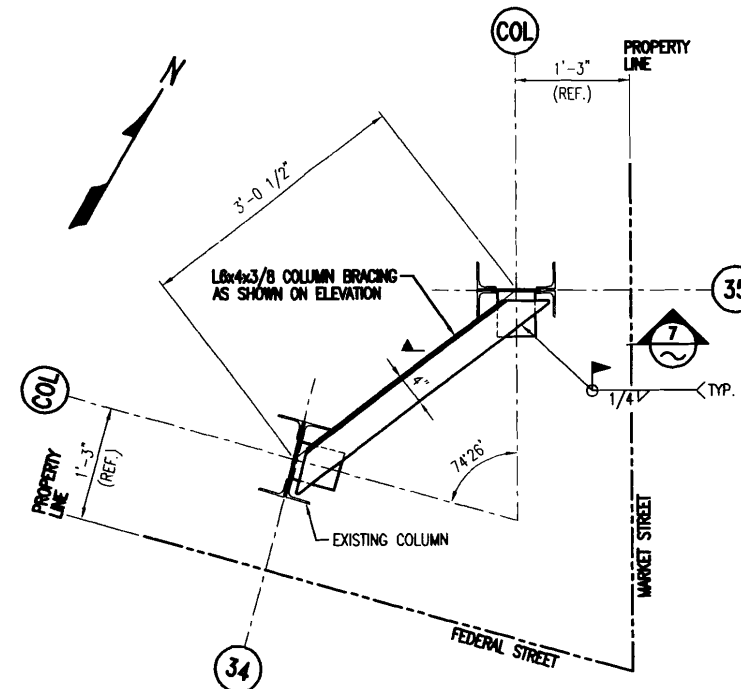 COL
PROPERTY
LINE
1'-3"
(REF.)
N
3'-0 1/2"
L6x4x3/8 COLUMN BRACING
AS SHOWN ON ELEVATION
35
7
4"
1/4
TYP.
COL
1'-3"
(REF.)
PROPERTY
LINE
74°26'
EXISTING COLUMN
MARKET STREET
FEDERAL STREET
34